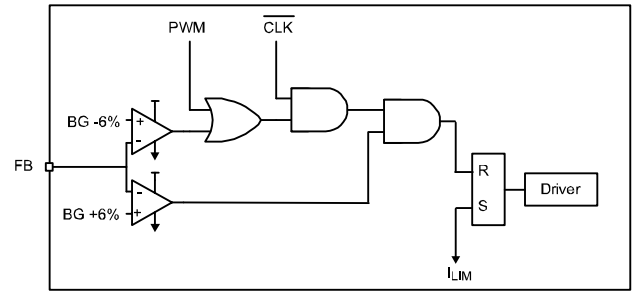 PWM
CLK
BG -6%
+
-
FB
-
BG +6%
+
R
S
Driver
ILIM